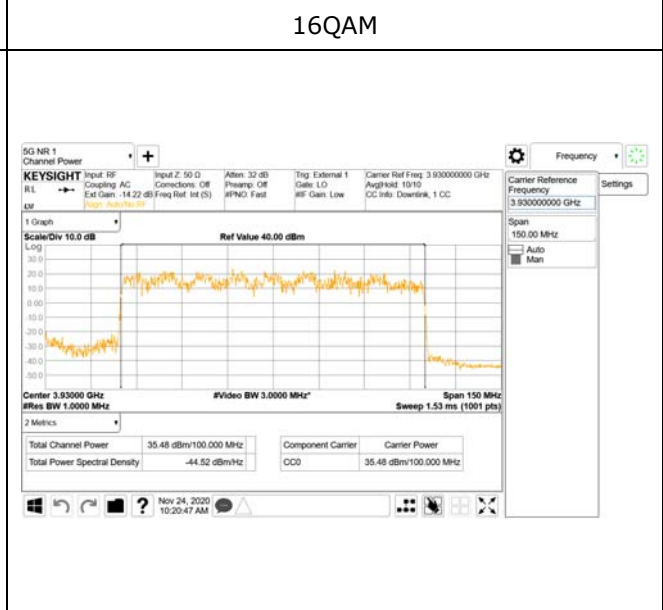 16QAM
5G NR 1
Channel Power
+
Frequency
KEYSIGHT
RL
Input: RF
Coupling: AC
Ext Gain: -14.22 dB
Align: Auto/No RF
Input Z: 50 Ω
Corrections: Off
Freq Ref: Int (S)
Atten: 32 dB
Preamp: Off
#PNO: Fast
Trig: External 1
Gate: LO
#IF Gain: Low
Carrier Ref Freq: 3.930000000 GHz
Avg|Hold: 10/10
CC Info: Downlink, 1 CC
Carrier Reference
Frequency
3.930000000 GHz
Settings
Span
150.00 MHz
Auto
Man
1 Graph
Scale/Div 10.0 dB
Ref Value 40.00 dBm
Log
30.0
20.0
10.0
0.00
-10.0
-20.0
-30.0
-40.0
-50.0
Center 3.93000 GHz
#Video BW 3.0000 MHz*
Span 150 MHz
#Res BW 1.0000 MHz
Sweep 1.53 ms (1001 pts)
2 Metrics
Total Channel Power 35.48 dBm/100.000 MHz
Total Power Spectral Density -44.52 dBm/Hz
Component Carrier Carrier Power
CC0 35.48 dBm/100.000 MHz
?
Nov 24, 2020
10:20:47 AM